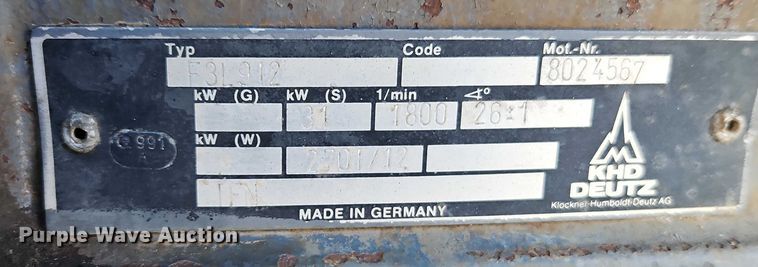 Typ Code Mot.-Nr.
F3L912 8024567
kW (G) kW (S) 1/min ∢°
31 1800 26±1
991 kW (W)
A 2201/12
KHD
DEUTZ
Klöckner-Humboldt-Deutz AG
MADE IN GERMANY
Purple Wave Auction